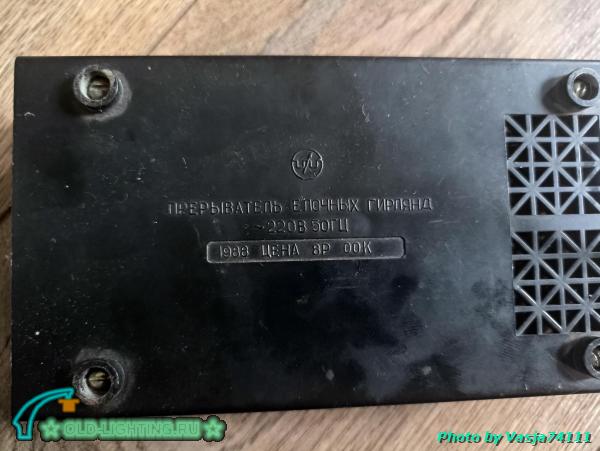 ПРЕРЫВАТЕЛЬ ЕЛОЧНЫХ ГИРЛЯНД
~220В 50ГЦ
1988 ЦЕНА 8Р 00К
OLD-LIGHTING.RU
Photo by Vasja74111